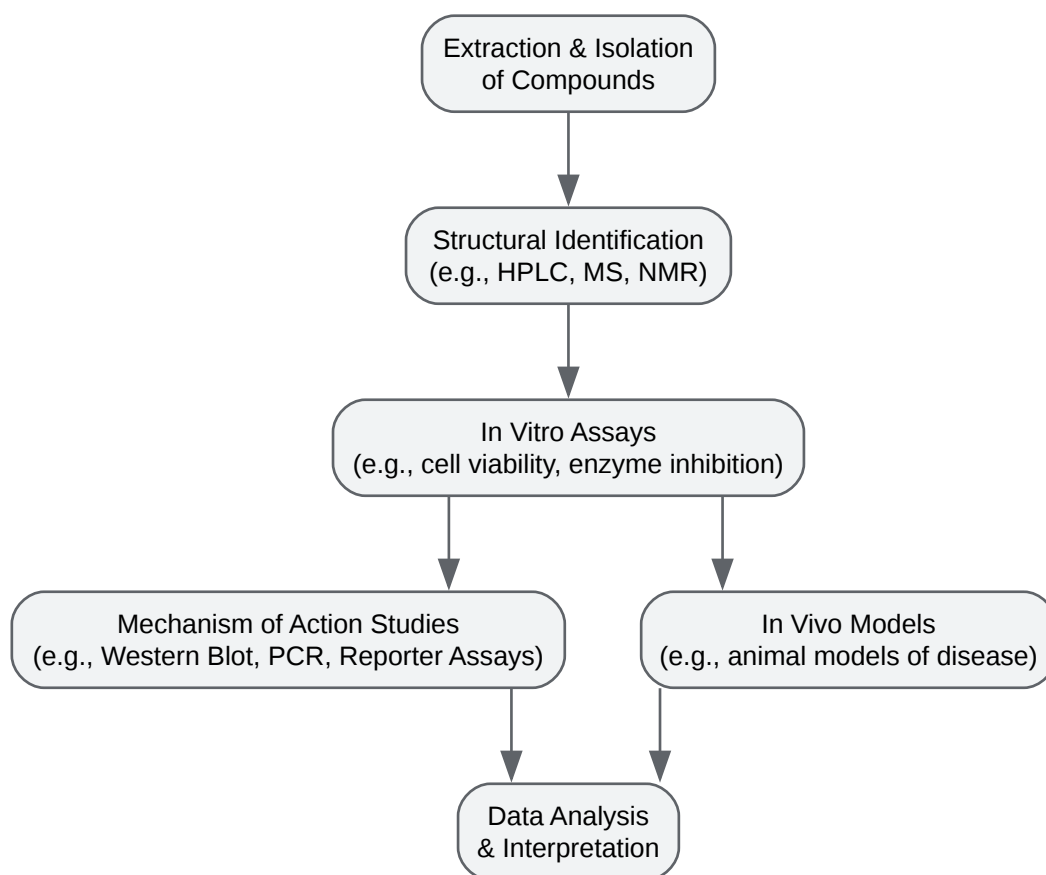 Extraction & Isolation
of Compounds
Structural Identification
(e.g., HPLC, MS, NMR)
In Vitro Assays
(e.g., cell viability, enzyme inhibition)
Mechanism of Action Studies
(e.g., Western Blot, PCR, Reporter Assays)
In Vivo Models
(e.g., animal models of disease)
Data Analysis
& Interpretation